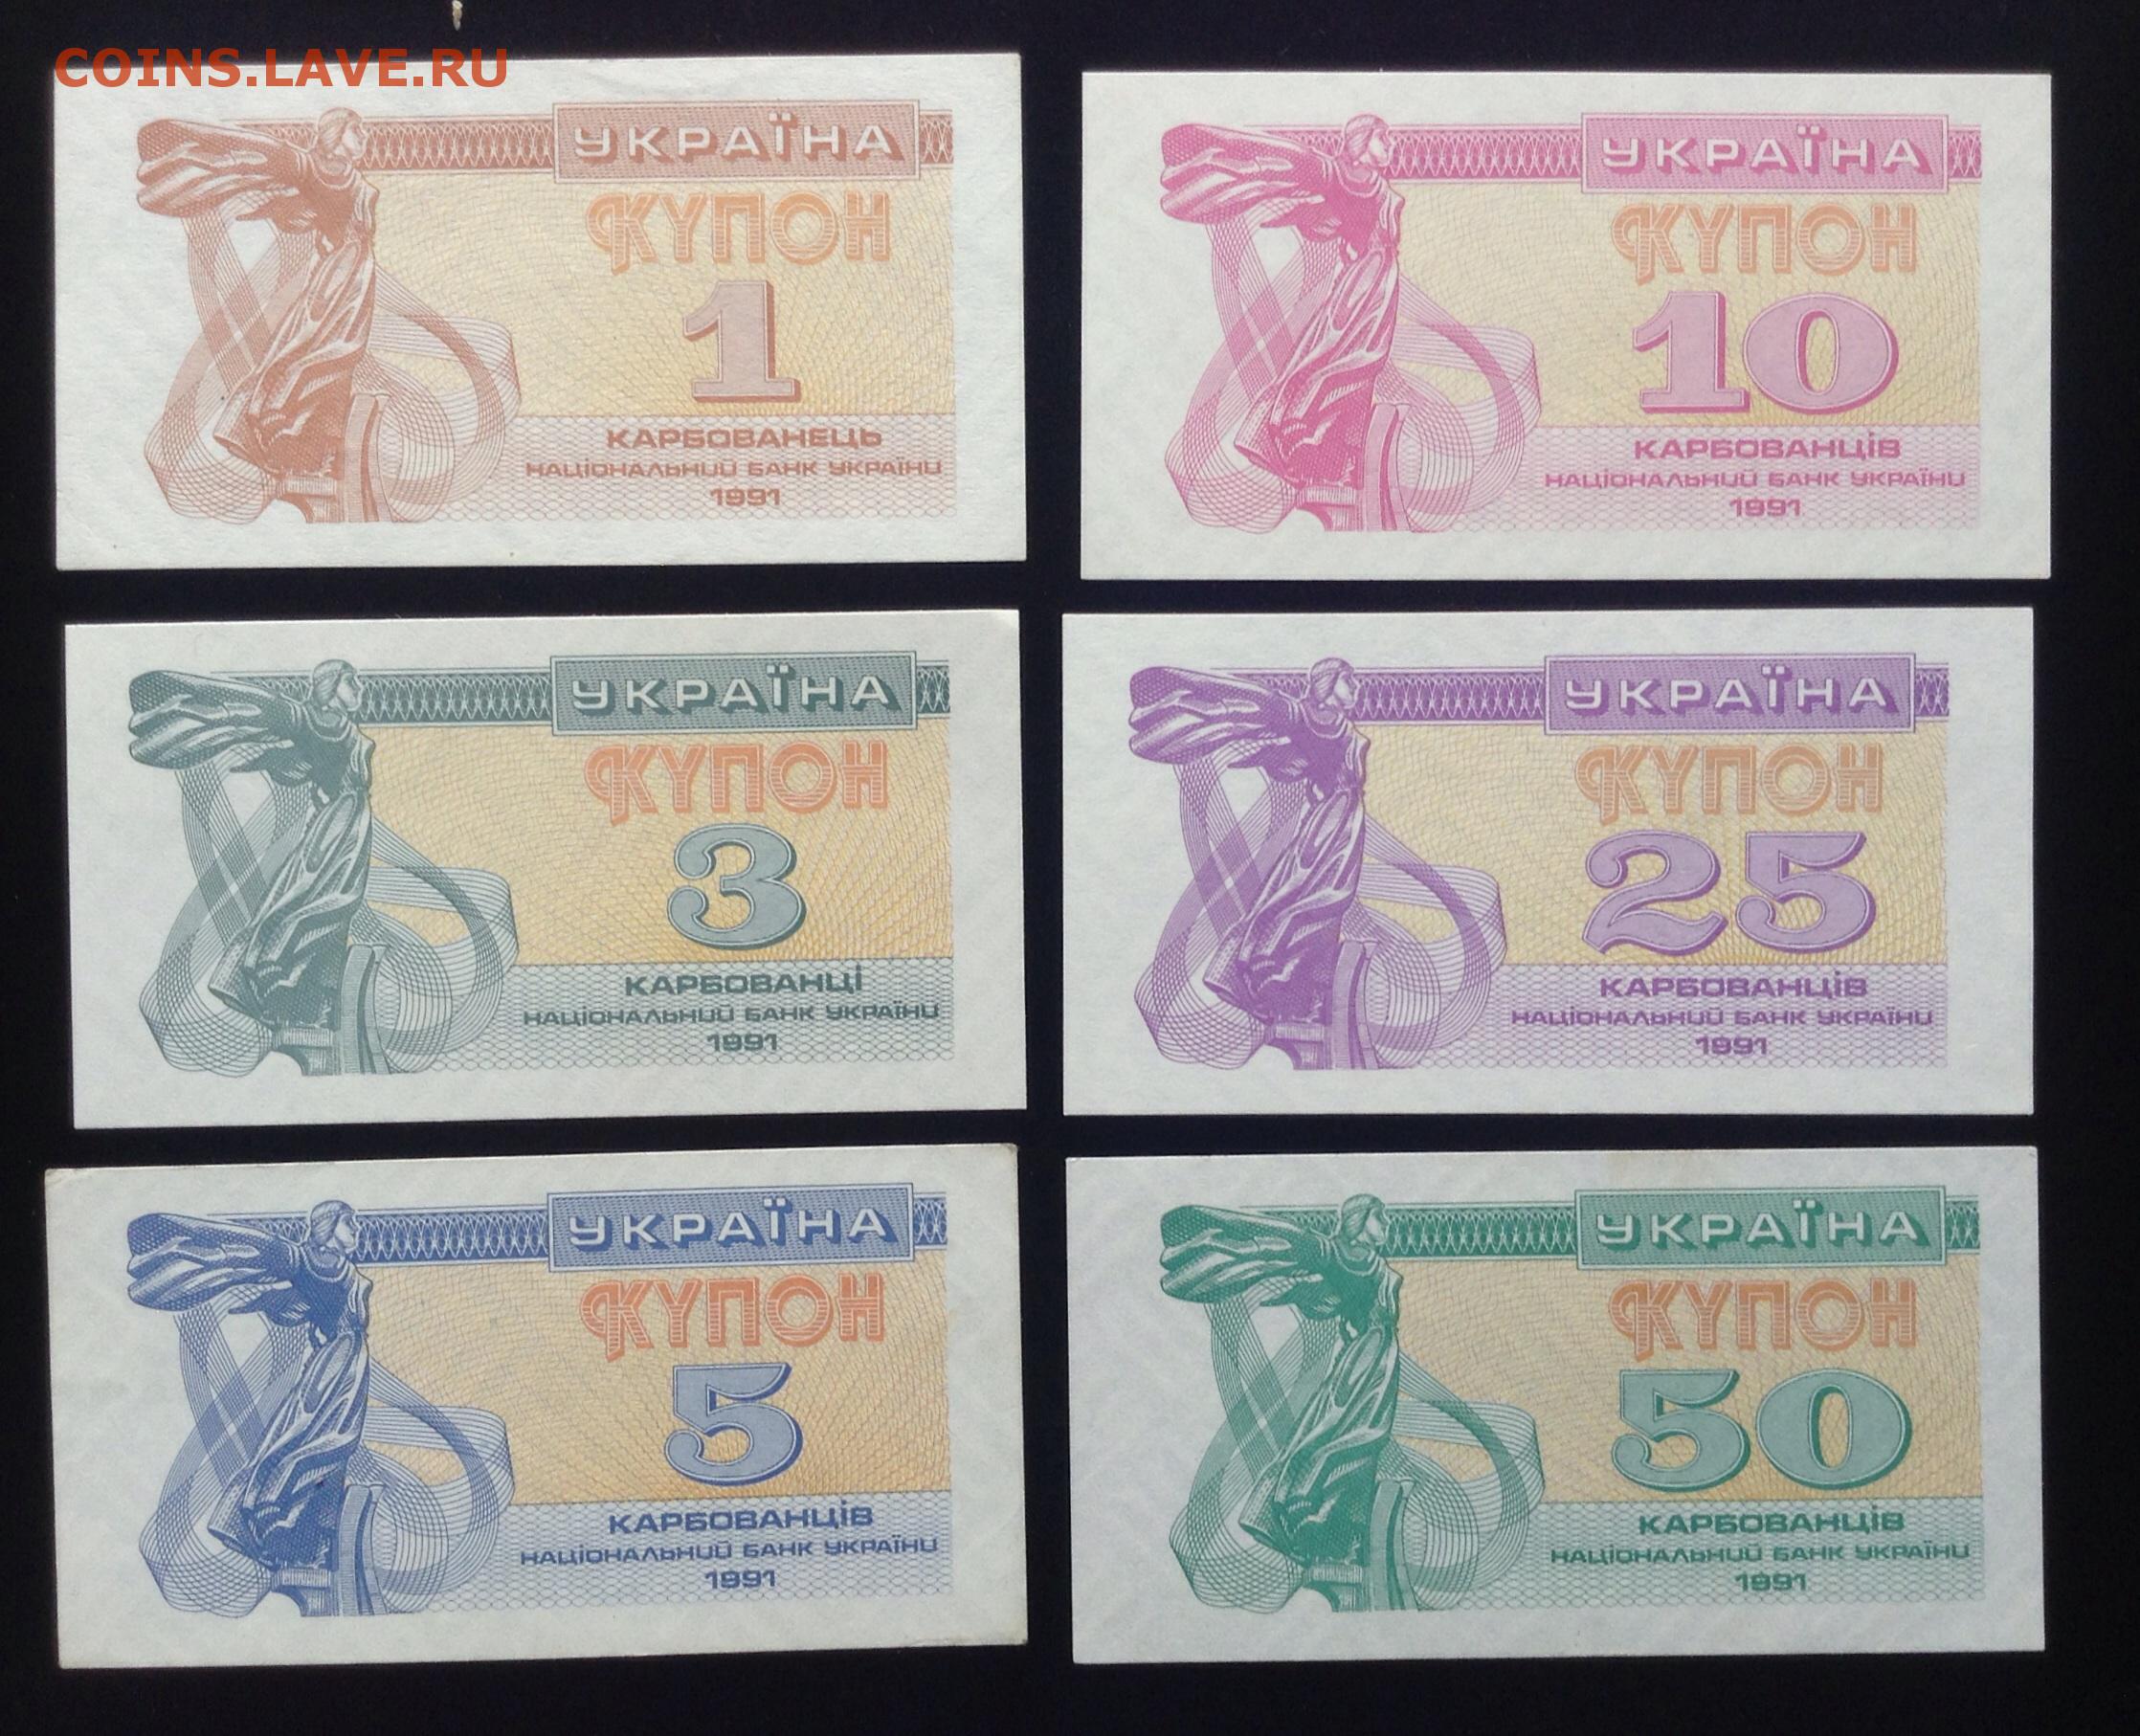 COINS.LAVE.RU
УКРАЇНА
КУПОН
1
КАРБОВАНЕЦЬ
НАЦІОНАЛЬНИЙ БАНК УКРАЇНИ
1991
УКРАЇНА
КУПОН
10
КАРБОВАНЦІВ
НАЦІОНАЛЬНИЙ БАНК УКРАЇНИ
1991
УКРАЇНА
КУПОН
3
КАРБОВАНЦІ
НАЦІОНАЛЬНИЙ БАНК УКРАЇНИ
1991
УКРАЇНА
КУПОН
25
КАРБОВАНЦІВ
НАЦІОНАЛЬНИЙ БАНК УКРАЇНИ
1991
УКРАЇНА
КУПОН
5
КАРБОВАНЦІВ
НАЦІОНАЛЬНИЙ БАНК УКРАЇНИ
1991
УКРАЇНА
КУПОН
50
КАРБОВАНЦІВ
НАЦІОНАЛЬНИЙ БАНК УКРАЇНИ
1991